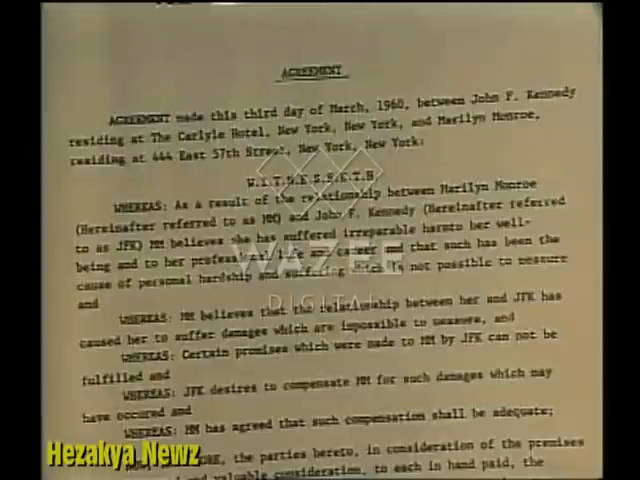 AGREEMENT
AGREEMENT made this third day of March, 1960, between John F. Kennedy
residing at The Carlyle Hotel, New York, New York, and Marilyn Monroe,
residing at 444 East 57th Street, New York, New York:
W.I.T.N.E.S.S.E.T.H
WHEREAS: As a result of the relationship between Marilyn Monroe
(Hereinafter referred to as MM) and John F. Kennedy (Hereinafter referred
to as JFK) MM believes she has suffered irreparable harmto her well-
being and to her professional life and career and that such has been the
cause of personal hardship and suffering which is not possible to measure
and
WHEREAS: MM believes that the relationship between her and JFK has
caused her to suffer damages which are impossible to measure, and
WHEREAS: Certain promises which were made to MM by JFK can not be
fulfilled and
WHEREAS: JFK desires to compensate MM for such damages which may
have occured and
WHEREAS: MM has agreed that such compensation shall be adequate;
the parties hereto, in consideration of the premises
valuable consideration, to each in hand paid, the
WAZEE
DIGITAL
Hezakya Newz